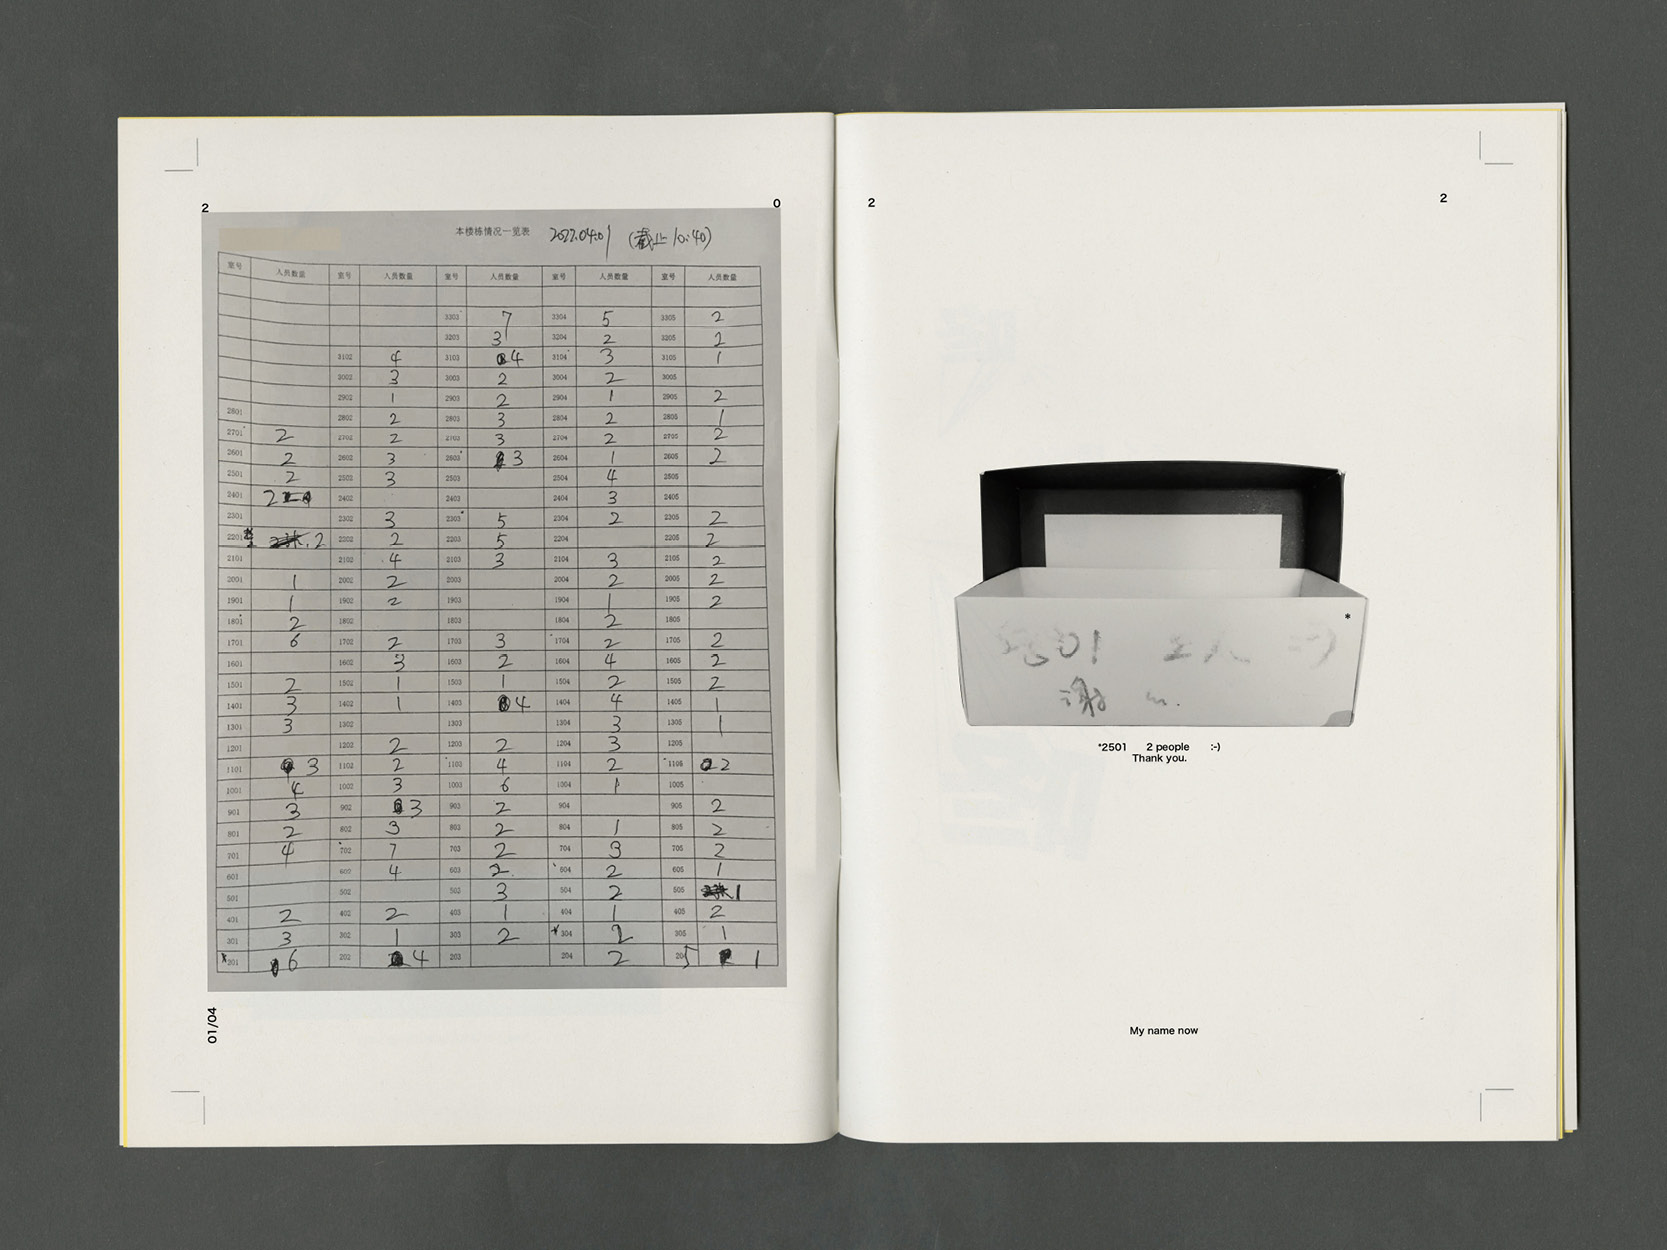 2 0 2 2
本楼栋情况一览表 2022.04.01 (截止10:40)
室号 人员数量 室号 人员数量 室号 人员数量 室号 人员数量 室号 人员数量
3303 7 3304 5 3305 2
3203 3 3204 2 3205 2
3102 4 3103 4 3104 3 3105 1
3002 3 3003 2 3004 2 3005
2902 1 2903 2 2904 1 2905 2
2801 2802 2 2803 3 2804 2 2805 1
2701 2 2702 2 2703 3 2704 2 2705 2
2601 2 2602 3 2603 3 2604 1 2605 2
2501 2 2502 3 2503 2504 4 2505
2401 2 2402 2403 2404 3 2405
2301 2302 3 2303 5 2304 2 2305 2
2201 2 2202 2 2203 5 2204 2205 2
2101 2102 4 2103 3 2104 3 2105 2
2001 1 2002 2 2003 2004 2 2005 2
1901 1 1902 2 1903 1904 1 1905 2
1801 2 1802 1803 1804 2 1805
1701 6 1702 2 1703 3 1704 2 1705 2
1601 1602 3 1603 2 1604 4 1605 2
1501 2 1502 1 1503 1 1504 2 1505 2
1401 3 1402 1 1403 4 1404 4 1405 1
1301 3 1302 1303 1304 3 1305 1
1201 1202 2 1203 2 1204 3 1205
1101 3 1102 2 1103 4 1104 2 1105 2
1001 4 1002 3 1003 6 1004 1 1005
901 3 902 3 903 2 904 905 2
801 2 802 3 803 2 804 1 805 2
701 4 702 7 703 2 704 3 705 2
601 602 4 603 2 604 2 605 1
501 502 503 3 504 2 505 1
401 2 402 2 403 1 404 1 405 2
301 3 302 1 303 2 304 2 305 1
201 6 202 4 203 204 2 205 1
01/04
*
*2501 2 people :-)
Thank you.
My name now